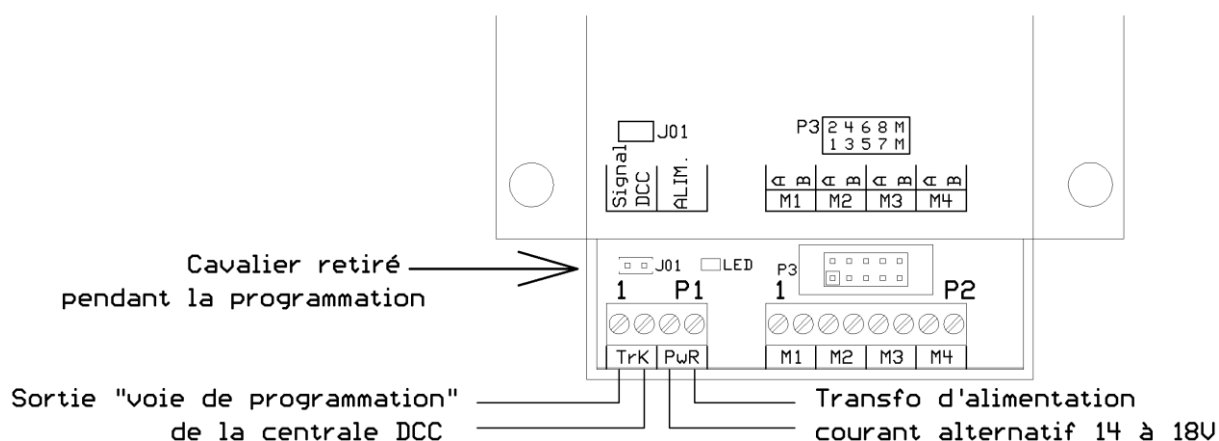 J01
P3
2 4 6 8 M
1 3 5 7 M
Signal
DCC
ALIM.
A B A B A B A B
M1 M2 M3 M4
Cavalier retiré
pendant la programmation
J01
LED
P3
1 P1
1 P2
TrK PwR
M1 M2 M3 M4
Sortie "voie de programmation"
de la centrale DCC
Transfo d'alimentation
courant alternatif 14 à 18V